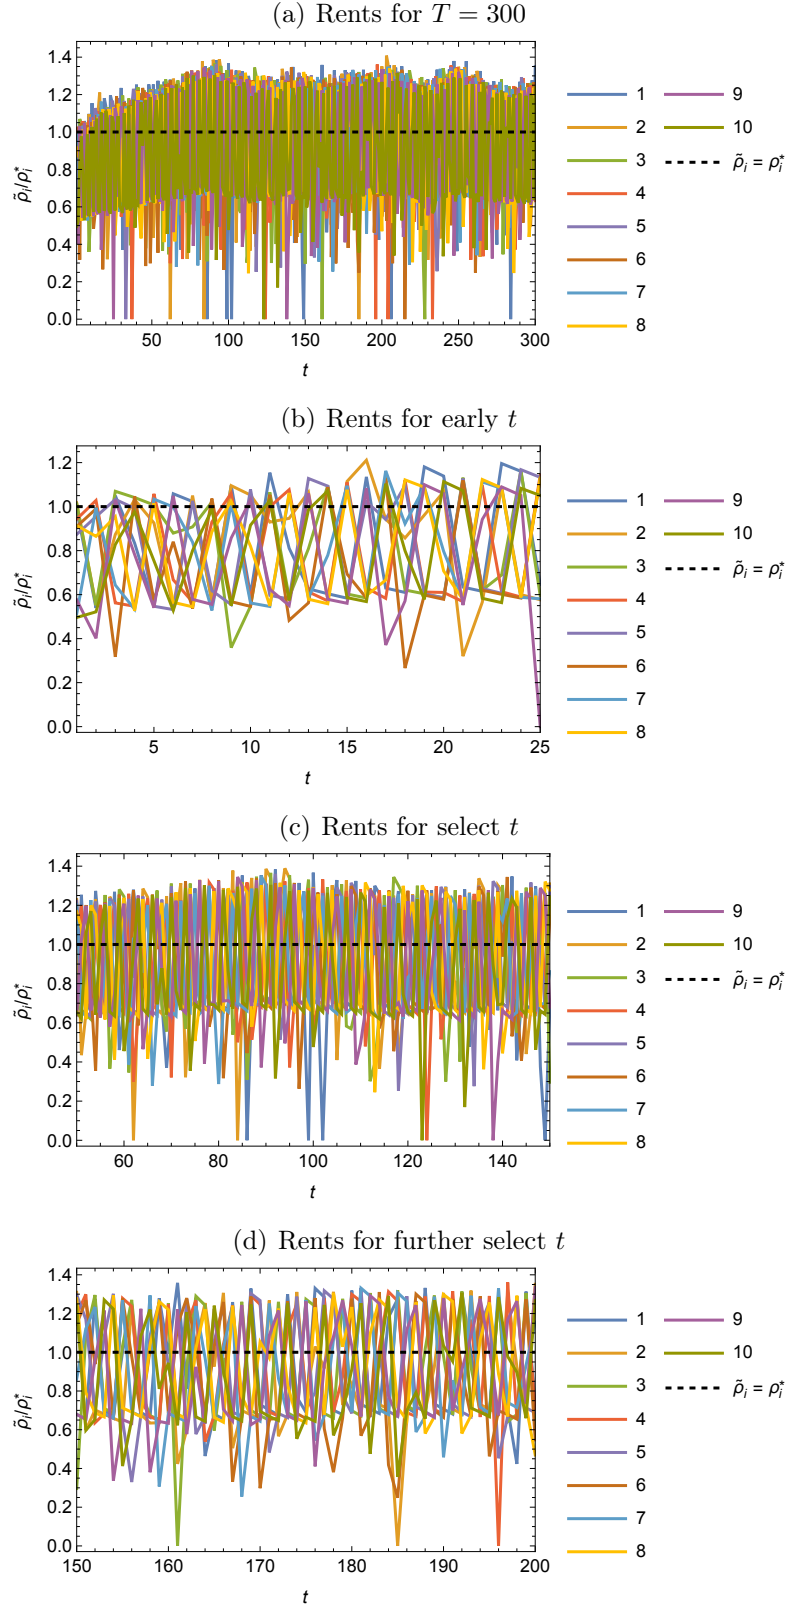 (a) Rents for T = 300
ρ̃ᵢ/ρᵢ*
1.4
1.2
1.0
0.8
0.6
0.4
0.2
0.0
50 100 150 200 250 300
t
1 9
2 10
3 ρ̃ᵢ = ρᵢ*
4
5
6
7
8
(b) Rents for early t
ρ̃ᵢ/ρᵢ*
1.2
1.0
0.8
0.6
0.4
0.2
0.0
5 10 15 20 25
t
1 9
2 10
3 ρ̃ᵢ = ρᵢ*
4
5
6
7
8
(c) Rents for select t
ρ̃ᵢ/ρᵢ*
1.4
1.2
1.0
0.8
0.6
0.4
0.2
0.0
60 80 100 120 140
t
1 9
2 10
3 ρ̃ᵢ = ρᵢ*
4
5
6
7
8
(d) Rents for further select t
ρ̃ᵢ/ρᵢ*
1.4
1.2
1.0
0.8
0.6
0.4
0.2
0.0
150 160 170 180 190 200
t
1 9
2 10
3 ρ̃ᵢ = ρᵢ*
4
5
6
7
8